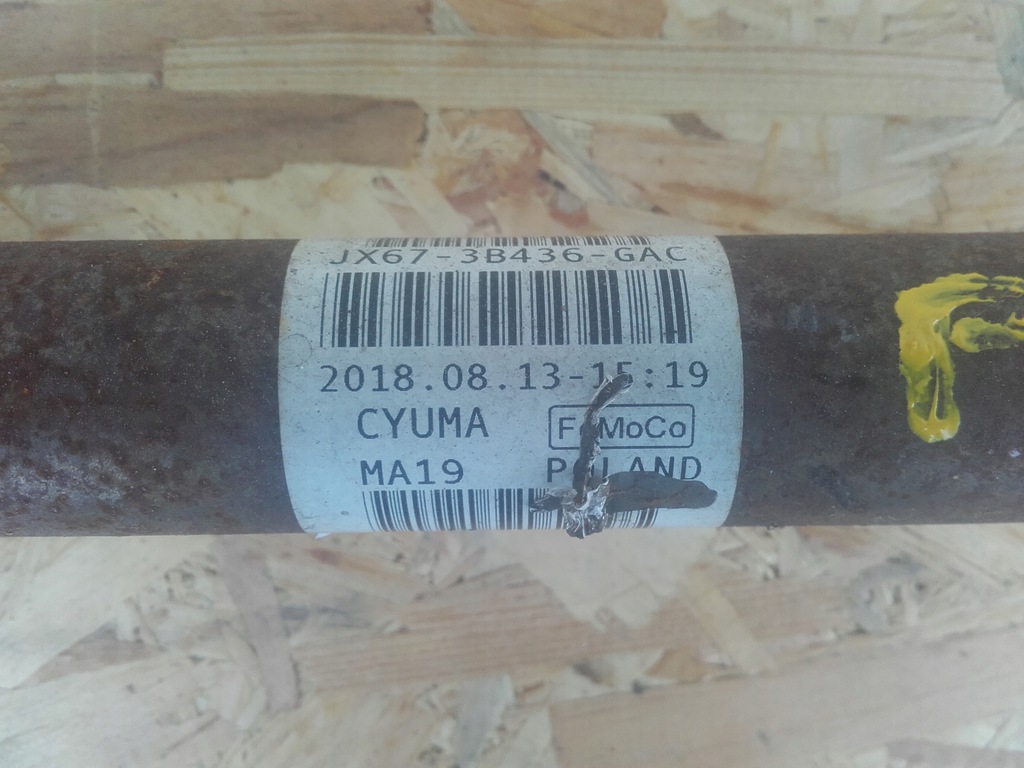 JX67-3B436-GAC
2018.08.13-15:19
CYUMA
FoMoCo
MA19
POLAND